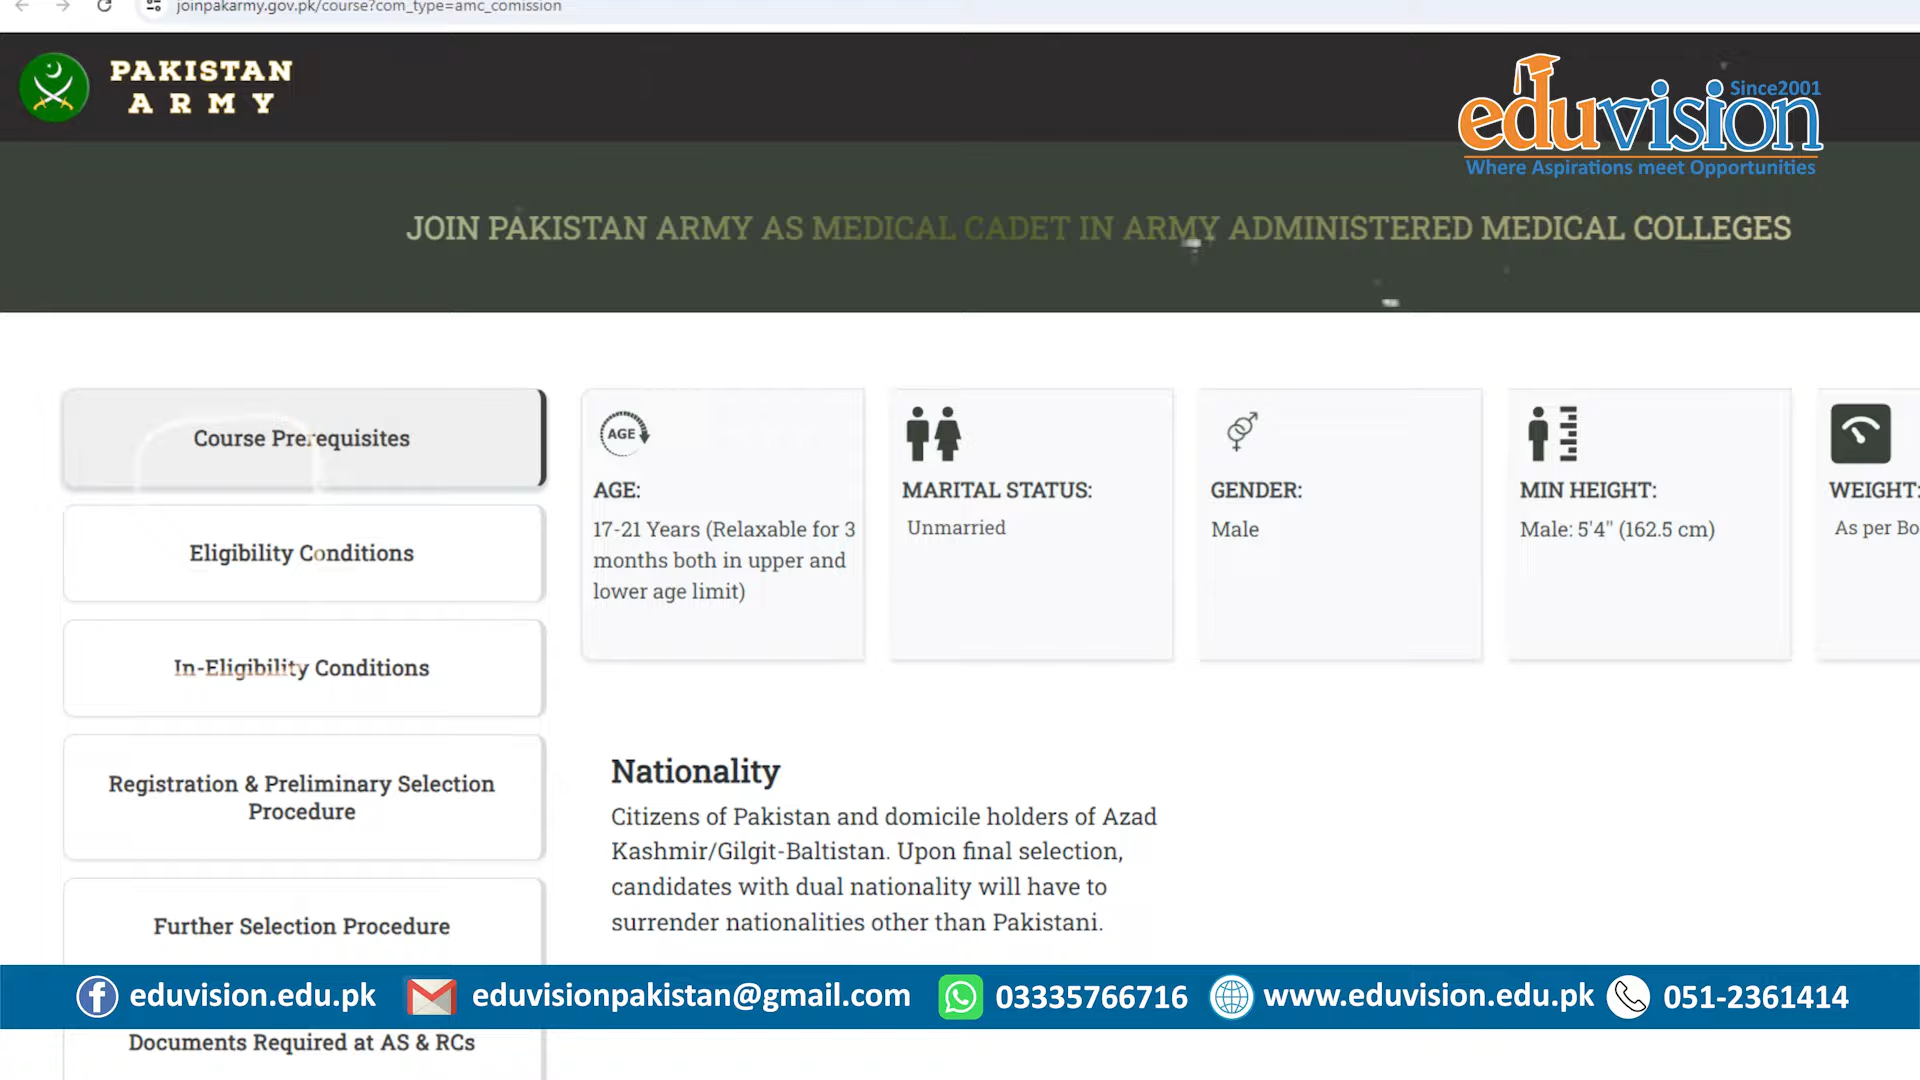 joinpakarmy.gov.pk/course?com_type=amc_comission
PAKISTAN
ARMY
Since2001
eduvision
Where Aspirations meet Opportunities
JOIN PAKISTAN ARMY AS MEDICAL CADET IN ARMY ADMINISTERED MEDICAL COLLEGES
Course Prerequisites
Eligibility Conditions
In-Eligibility Conditions
Registration & Preliminary Selection
Procedure
Further Selection Procedure
Documents Required at AS & RCs
AGE
AGE:
17-21 Years (Relaxable for 3
months both in upper and
lower age limit)
MARITAL STATUS:
Unmarried
GENDER:
Male
MIN HEIGHT:
Male: 5'4" (162.5 cm)
WEIGHT:
As per Bo
Nationality
Citizens of Pakistan and domicile holders of Azad
Kashmir/Gilgit-Baltistan. Upon final selection,
candidates with dual nationality will have to
surrender nationalities other than Pakistani.
eduvision.edu.pk eduvisionpakistan@gmail.com 03335766716 www.eduvision.edu.pk 051-2361414